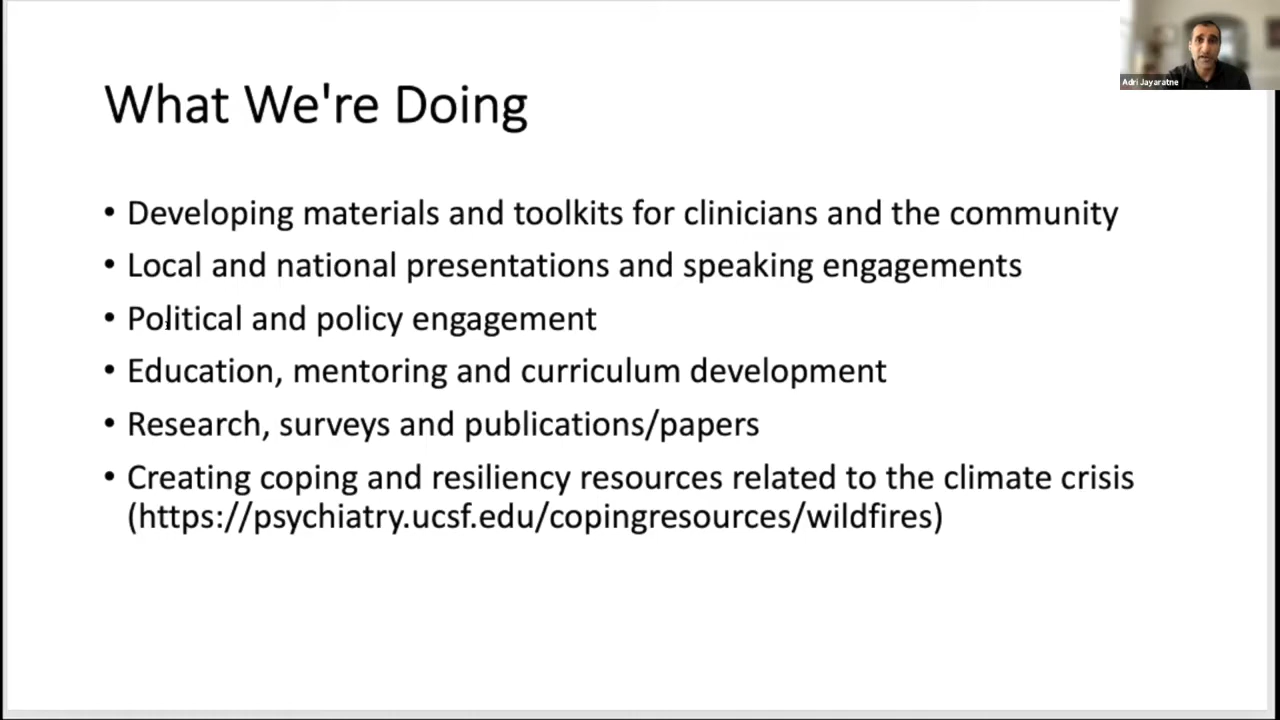 Adri Jayaratne
What We're Doing
• Developing materials and toolkits for clinicians and the community
• Local and national presentations and speaking engagements
• Political and policy engagement
• Education, mentoring and curriculum development
• Research, surveys and publications/papers
• Creating coping and resiliency resources related to the climate crisis
(https://psychiatry.ucsf.edu/copingresources/wildfires)